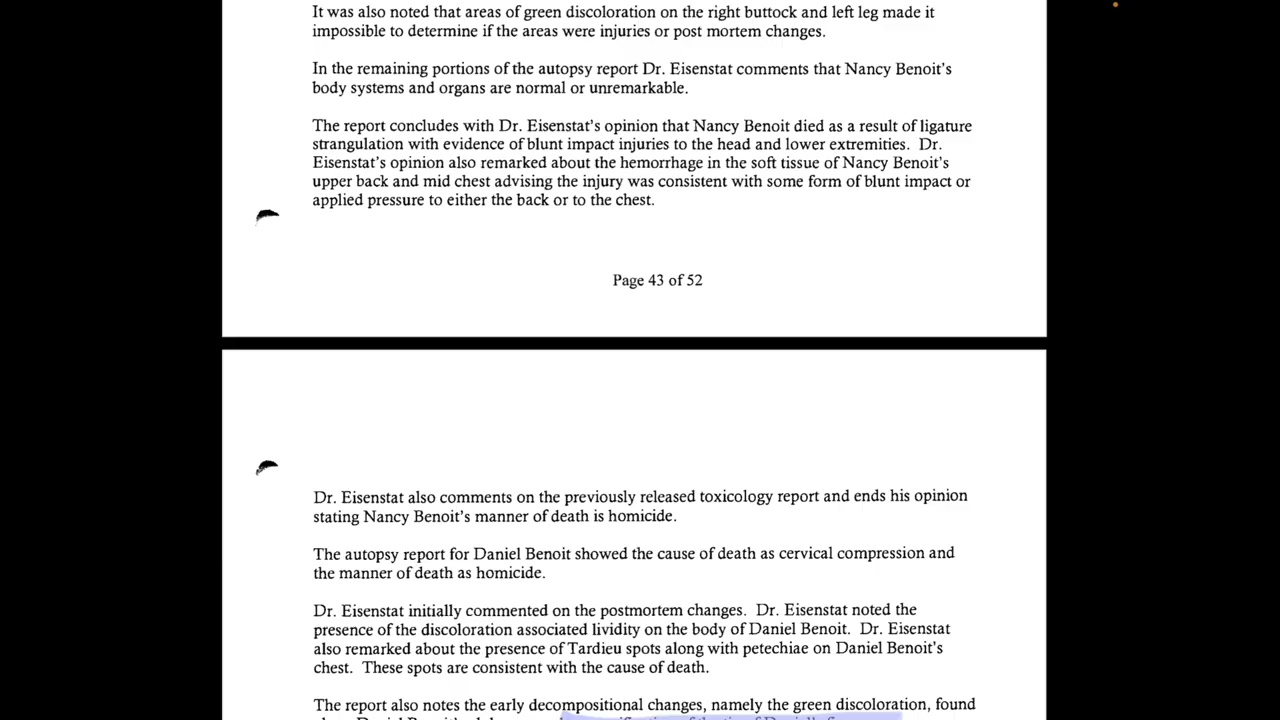 It was also noted that areas of green discoloration on the right buttock and left leg made it
impossible to determine if the areas were injuries or post mortem changes.
In the remaining portions of the autopsy report Dr. Eisenstat comments that Nancy Benoit's
body systems and organs are normal or unremarkable.
The report concludes with Dr. Eisenstat's opinion that Nancy Benoit died as a result of ligature
strangulation with evidence of blunt impact injuries to the head and lower extremities.  Dr.
Eisenstat's opinion also remarked about the hemorrhage in the soft tissue of Nancy Benoit's
upper back and mid chest advising the injury was consistent with some form of blunt impact or
applied pressure to either the back or to the chest.
Page 43 of 52
Dr. Eisenstat also comments on the previously released toxicology report and ends his opinion
stating Nancy Benoit's manner of death is homicide.
The autopsy report for Daniel Benoit showed the cause of death as cervical compression and
the manner of death as homicide.
Dr. Eisenstat initially commented on the postmortem changes.  Dr. Eisenstat noted the
presence of the discoloration associated lividity on the body of Daniel Benoit.  Dr. Eisenstat
also remarked about the presence of Tardieu spots along with petechiae on Daniel Benoit's
chest.  These spots are consistent with the cause of death.
The report also notes the early decompositional changes, namely the green discoloration, found